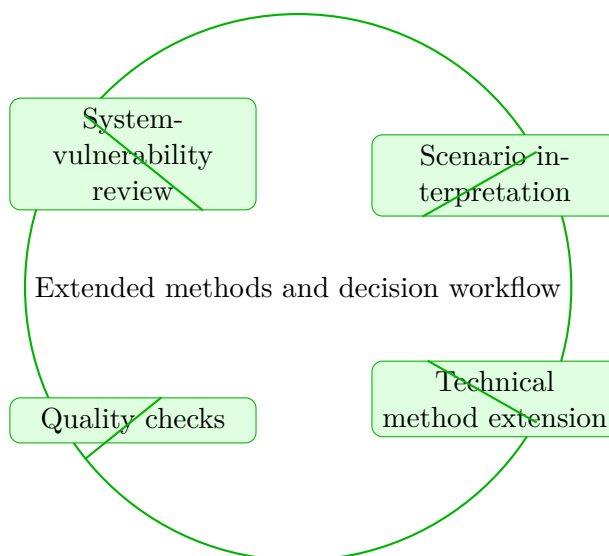 System-
vulnerability
review
Scenario in-
terpretation
Extended methods and decision workflow
Quality checks
Technical
method extension